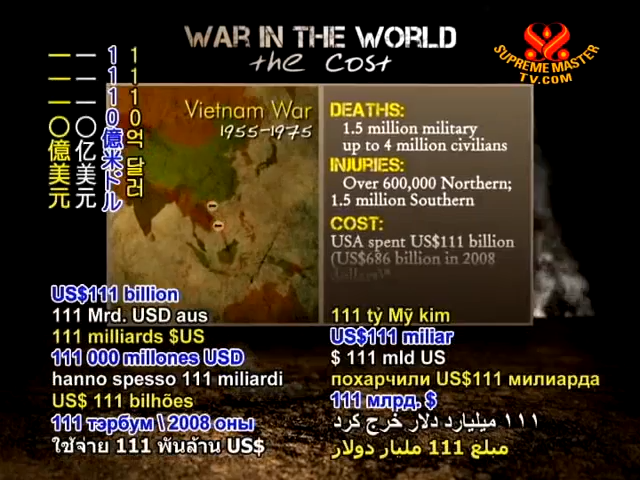 WAR IN THE WORLD
the cost
SUPREME MASTER
TV.COM
一一一〇億美元
一一一〇亿美元
1110億米ドル
1110억 달러
Vietnam War
1955-1975
DEATHS:
1.5 million military
up to 4 million civilians
INJURIES:
Over 600,000 Northern;
1.5 million Southern
COST:
USA spent US$111 billion
(US$686 billion in 2008
dollars)*
US$111 billion
111 Mrd. USD aus
111 milliards $US
111 000 millones USD
hanno spesso 111 miliardi
US$ 111 bilhões
111 тэрбум \ 2008 оны
ใช้จ่าย 111 พันล้าน US$
111 tỷ Mỹ kim
US$111 miliar
$ 111 mld US
похарчили US$111 милиарда
111 млрд. $
۱۱۱ میلیارد دلار خرج کرد
مبلغ 111 مليار دولار